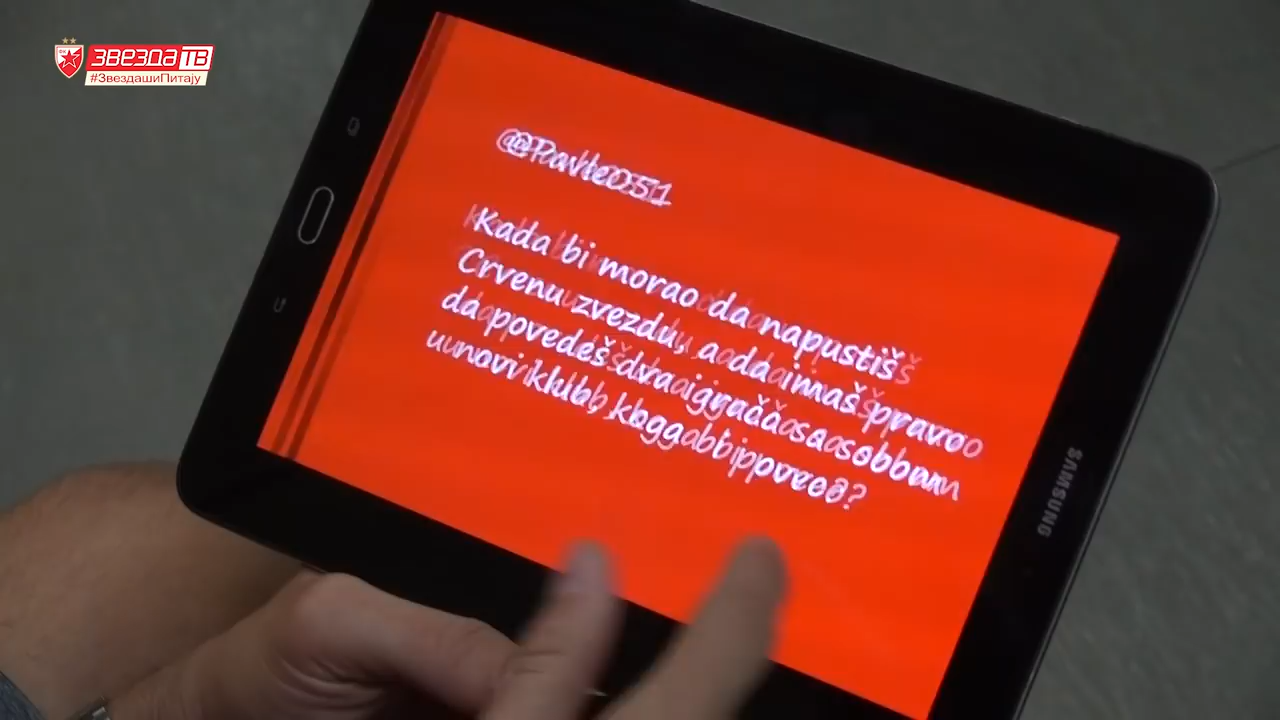 ЗВЕЗДА ТВ
#ЗвездашиПитају
@Pavle051
Kada bi morao da napustiš
Crvenu zvezdu, a da imaš pravo
da povedeš dva igrača sa sobom
u novi klub, koga bi poveo?
SAMSUNG